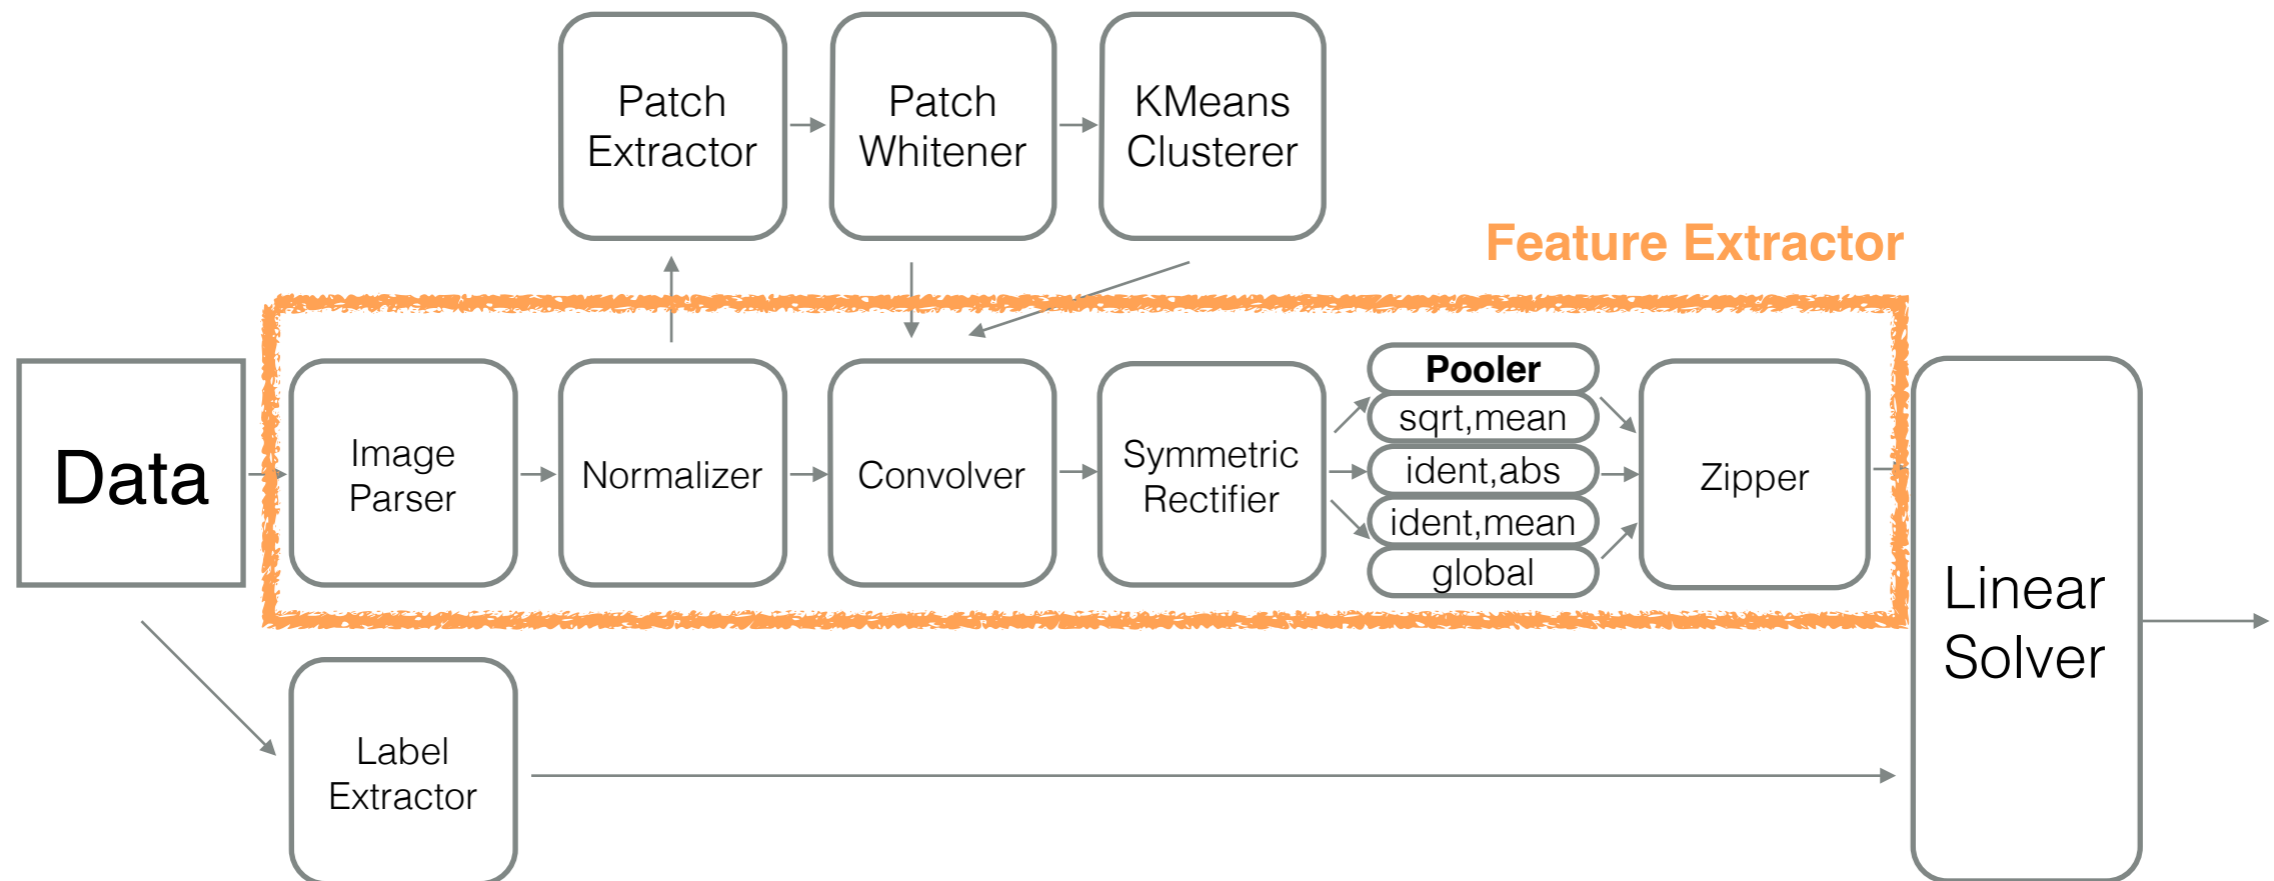 Patch
Extractor
Patch
Whitener
KMeans
Clusterer
Feature Extractor
Data
Image
Parser
Normalizer
Convolver
Symmetric
Rectifier
Pooler
sqrt,mean
ident,abs
ident,mean
global
Zipper
Linear
Solver
Label
Extractor